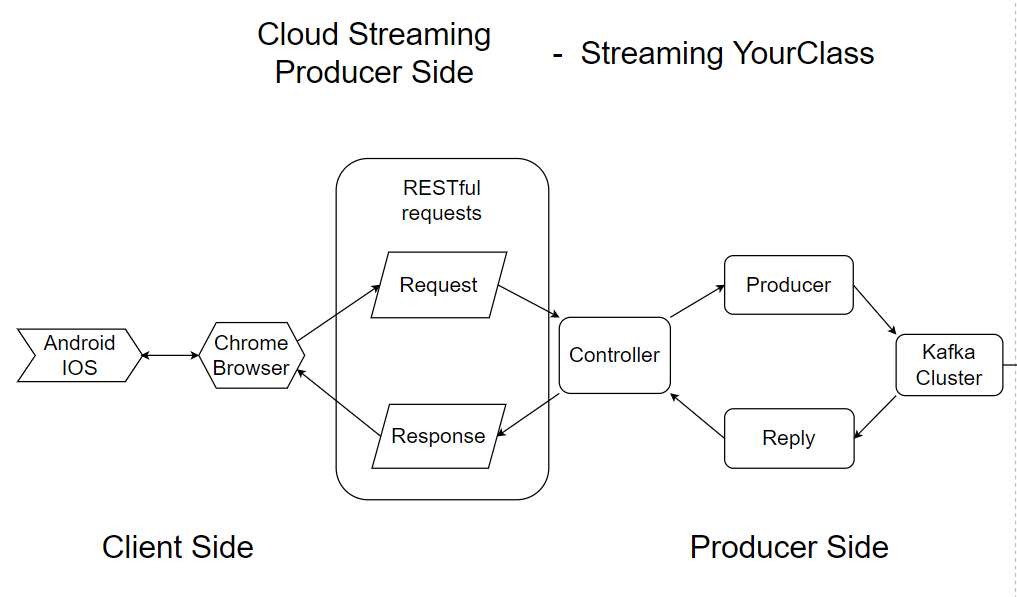 Cloud Streaming
Producer Side
- Streaming YourClass
RESTful
requests
Request
Producer
Android
IOS
Chrome
Browser
Controller
Kafka
Cluster
Response
Reply
Client Side
Producer Side